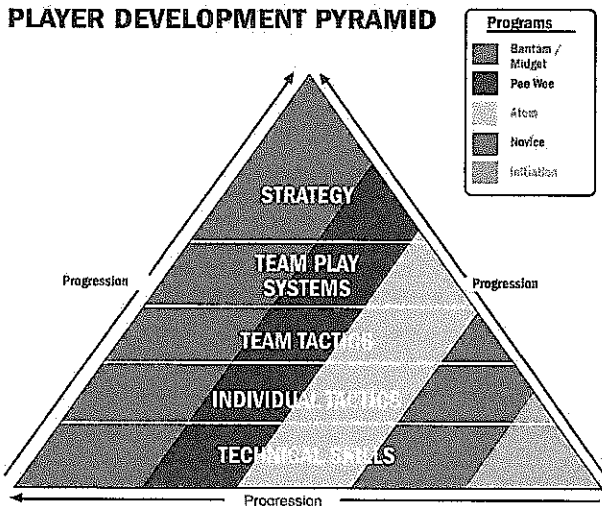 PLAYER DEVELOPMENT PYRAMID
Programs
Bantam /
Midget
Pee Wee
Atom
Novice
Initiation
STRATEGY
TEAM PLAY
SYSTEMS
Progression
Progression
TEAM TACTICS
INDIVIDUAL TACTICS
TECHNICAL SKILLS
Progression